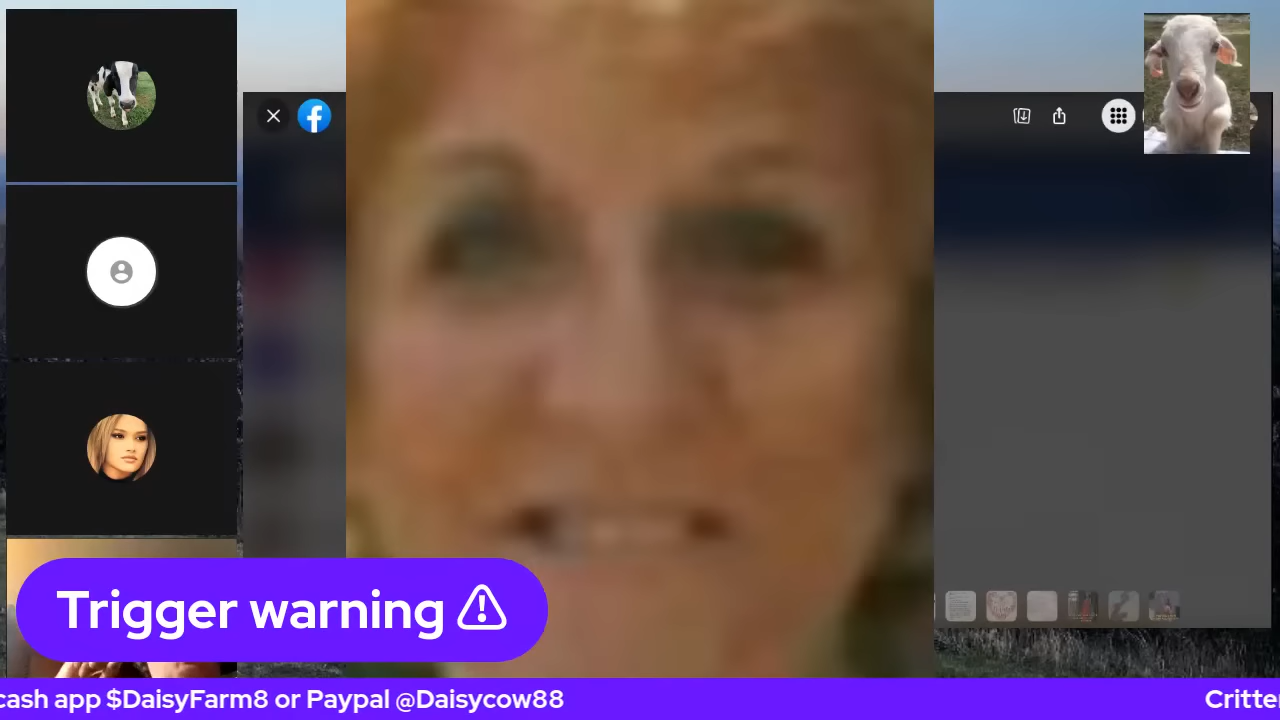 Trigger warning
cash app $DaisyFarm8 or Paypal @Daisycow88
Critte